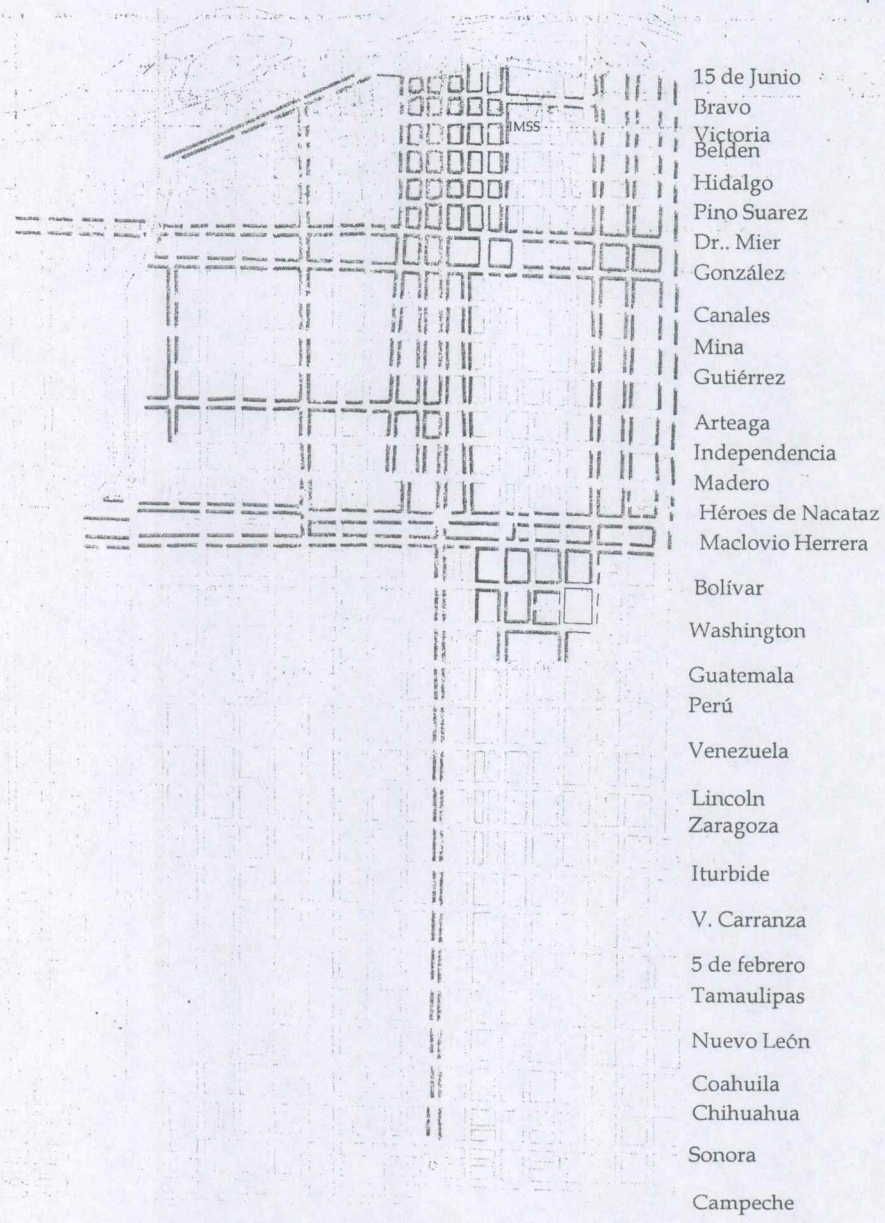 15 de Junio
Bravo
IMSS
Victoria
Belden
Hidalgo
Pino Suarez
Dr.. Mier
González
Canales
Mina
Gutiérrez
Arteaga
Independencia
Madero
Héroes de Nacataz
Maclovio Herrera
Bolívar
Washington
Guatemala
Perú
Venezuela
Lincoln
Zaragoza
Iturbide
V. Carranza
5 de febrero
Tamaulipas
Nuevo León
Coahuila
Chihuahua
Sonora
Campeche